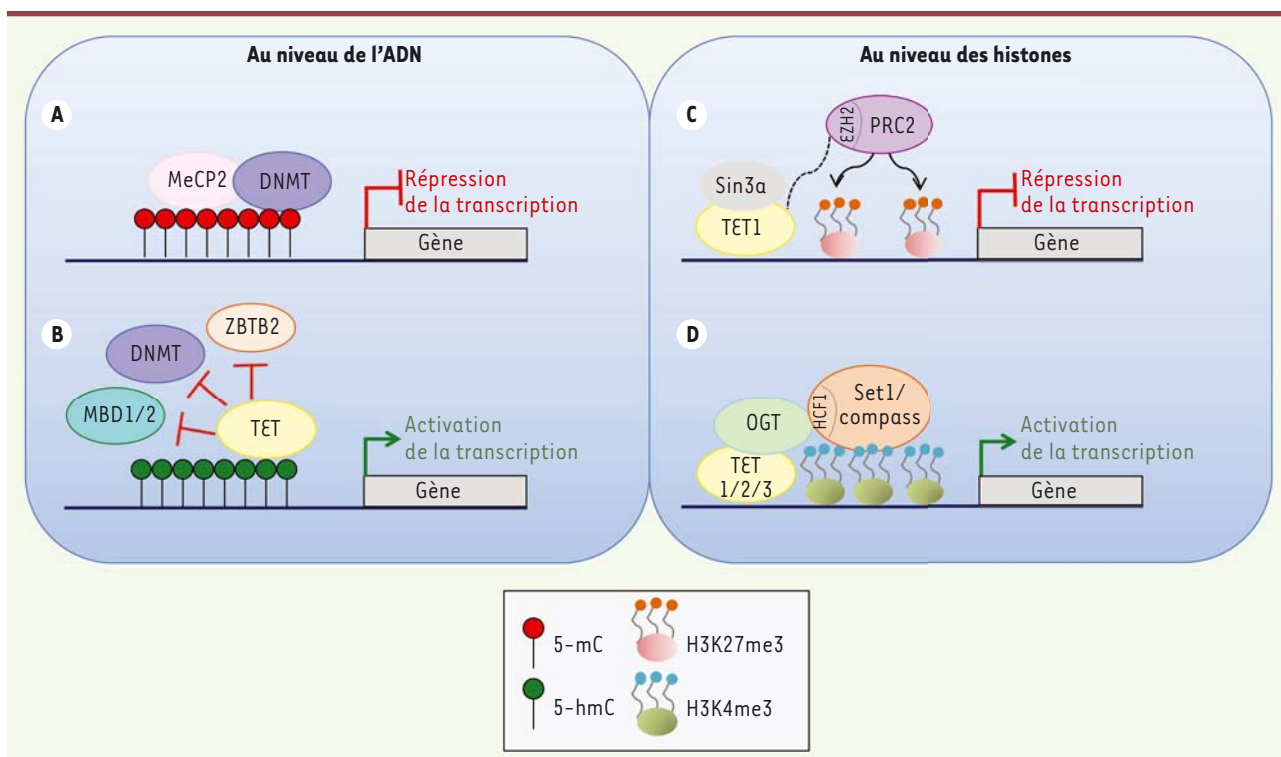 Au niveau de l'ADN
A
MeCP2
DNMT
Répression
de la transcription
Gène
B
ZBTB2
DNMT
MBD1/2
TET
Activation
de la transcription
Gène
Au niveau des histones
C
EZH2
PRC2
Sin3a
TET1
Répression
de la transcription
Gène
D
Set1/
compass
HCF1
OGT
TET
1/2/3
Activation
de la transcription
Gène
5-mC
H3K27me3
5-hmC
H3K4me3